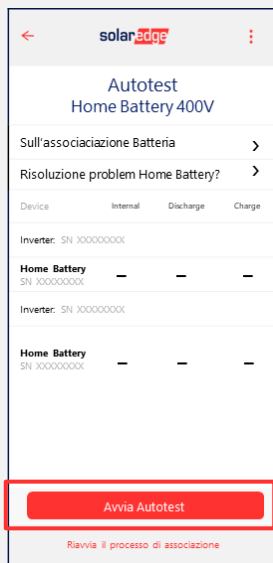 solaredge
Autotest
Home Battery 400V
Sull'associaciazione Batteria
Risoluzione problem Home Battery?
Device Internal Discharge Charge
Inverter: SN XXXXXXXX
Home Battery
SN XXXXXXXX
Inverter: SN XXXXXXXX
Home Battery
SN XXXXXXXX
Avvia Autotest
Riavvia il processo di associazione